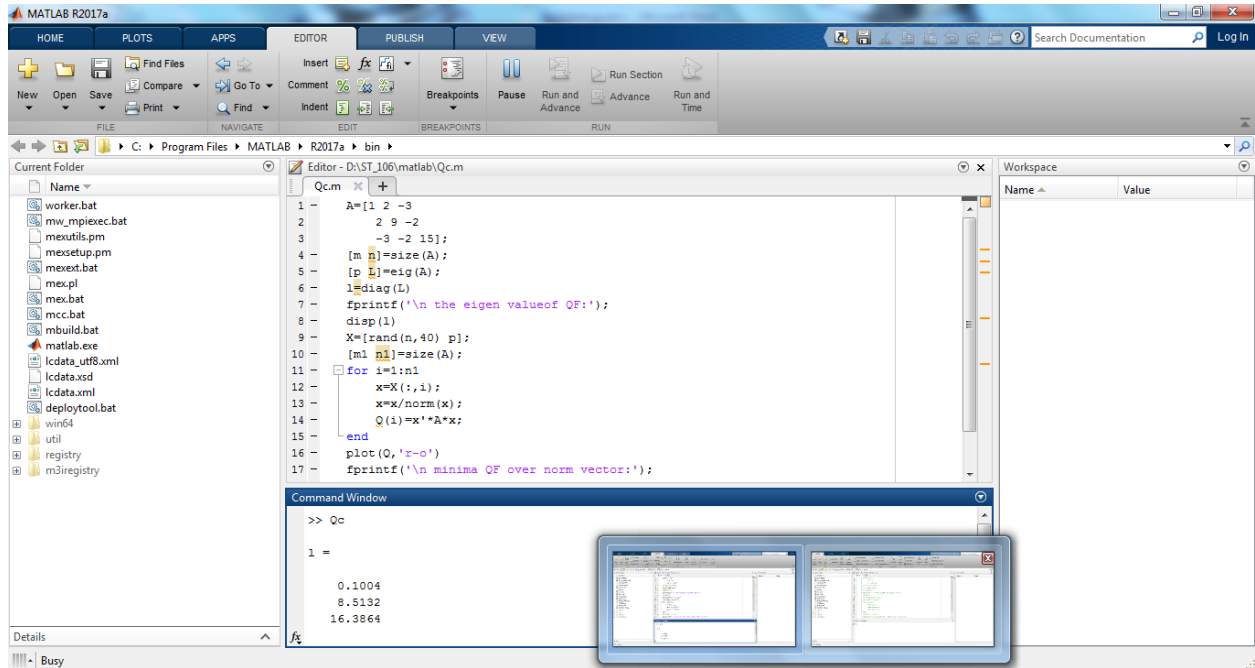 MATLAB R2017a
HOME PLOTS APPS EDITOR PUBLISH VIEW Search Documentation Log In
New Open Save Find Files Compare Print Go To Find Insert fx Comment Indent Breakpoints Pause Run and Advance Run Section Advance Run and Time
FILE NAVIGATE EDIT BREAKPOINTS RUN
C: Program Files MATLAB R2017a bin
Current Folder
Name
worker.bat
mw_mpiexec.bat
mexutils.pm
mexsetup.pm
mexext.bat
mex.pl
mex.bat
mcc.bat
mbuild.bat
matlab.exe
lcdata_utf8.xml
lcdata.xsd
lcdata.xml
deploytool.bat
win64
util
registry
m3iregistry
Details
Editor - D:\ST_106\matlab\Qc.m
Qc.m
1 – A=[1 2 -3
2 2 9 -2
3 -3 -2 15];
4 – [m n]=size(A);
5 – [p L]=eig(A);
6 – l=diag(L)
7 – fprintf('\n the eigen valueof QF:');
8 – disp(l)
9 – X=[rand(n,40) p];
10 – [m1 n1]=size(A);
11 – for i=1:n1
12 – x=X(:,i);
13 – x=x/norm(x);
14 – Q(i)=x'*A*x;
15 – end
16 – plot(Q,'r-o')
17 – fprintf('\n minima QF over norm vector:');
Command Window
>> Qc
l =
0.1004
8.5132
16.3864
fx
Workspace
Name Value
Busy